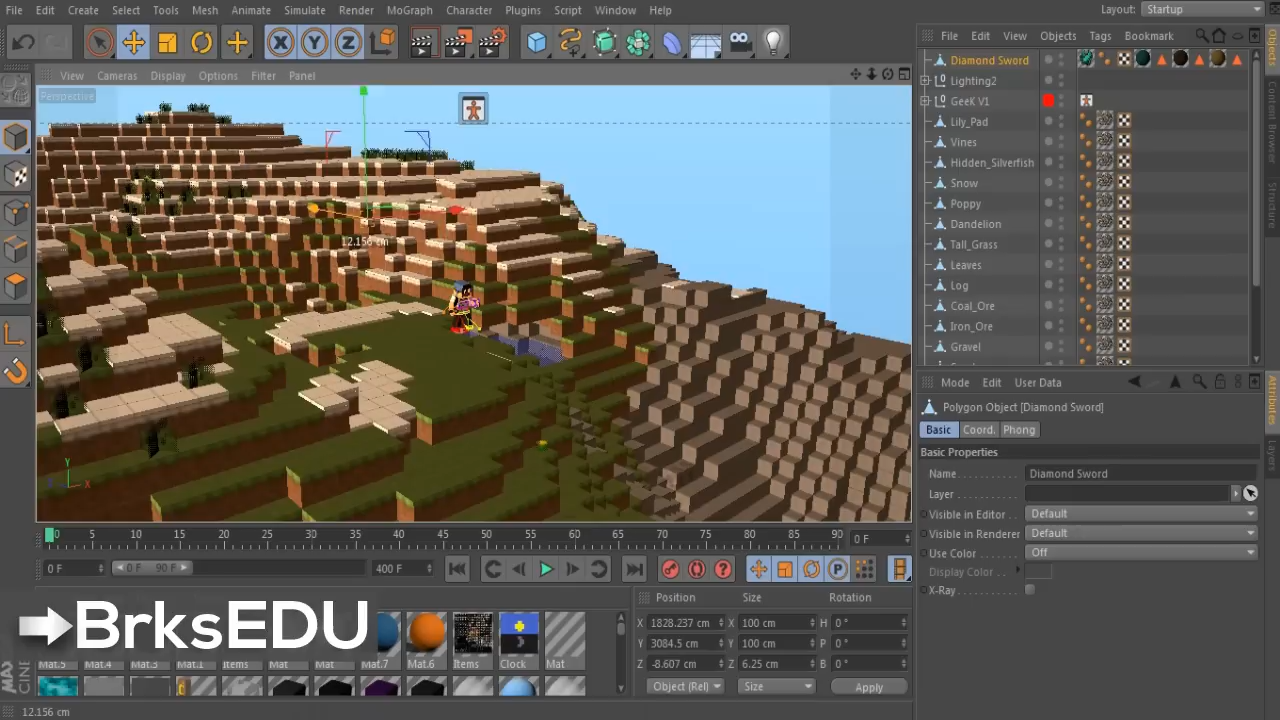 File Edit Create Select Tools Mesh Animate Simulate Render MoGraph Character Plugins Script Window Help Layout: Startup
View Cameras Display Options Filter Panel
Perspective
12.156 cm
Y
X
File Edit View Objects Tags Bookmark
Diamond Sword
Lighting2
GeeK V1
Lily_Pad
Vines
Hidden_Silverfish
Snow
Poppy
Dandelion
Tall_Grass
Leaves
Log
Coal_Ore
Iron_Ore
Gravel
Objects
Content Browser
Structure
Mode Edit User Data
Polygon Object [Diamond Sword]
Basic Coord. Phong
Basic Properties
Name Diamond Sword
Layer
Visible in Editor Default
Visible in Renderer Default
Use Color Off
Display Color
X-Ray
Attributes
Layers
0 5 10 15 20 25 30 35 40 45 50 55 60 65 70 75 80 85 90 0 F
0 F 0 F 90 F 400 F
BrksEDU
Mat.5 Mat.4 Mat.3 Mat.1 Items Mat Mat Mat.7 Mat.6 Items Clock Mat
Position Size Rotation
X 1828.237 cm X 100 cm H 0 °
Y 3084.5 cm Y 100 cm P 0 °
Z -8.607 cm Z 6.25 cm B 0 °
Object (Rel) Size Apply
12.156 cm